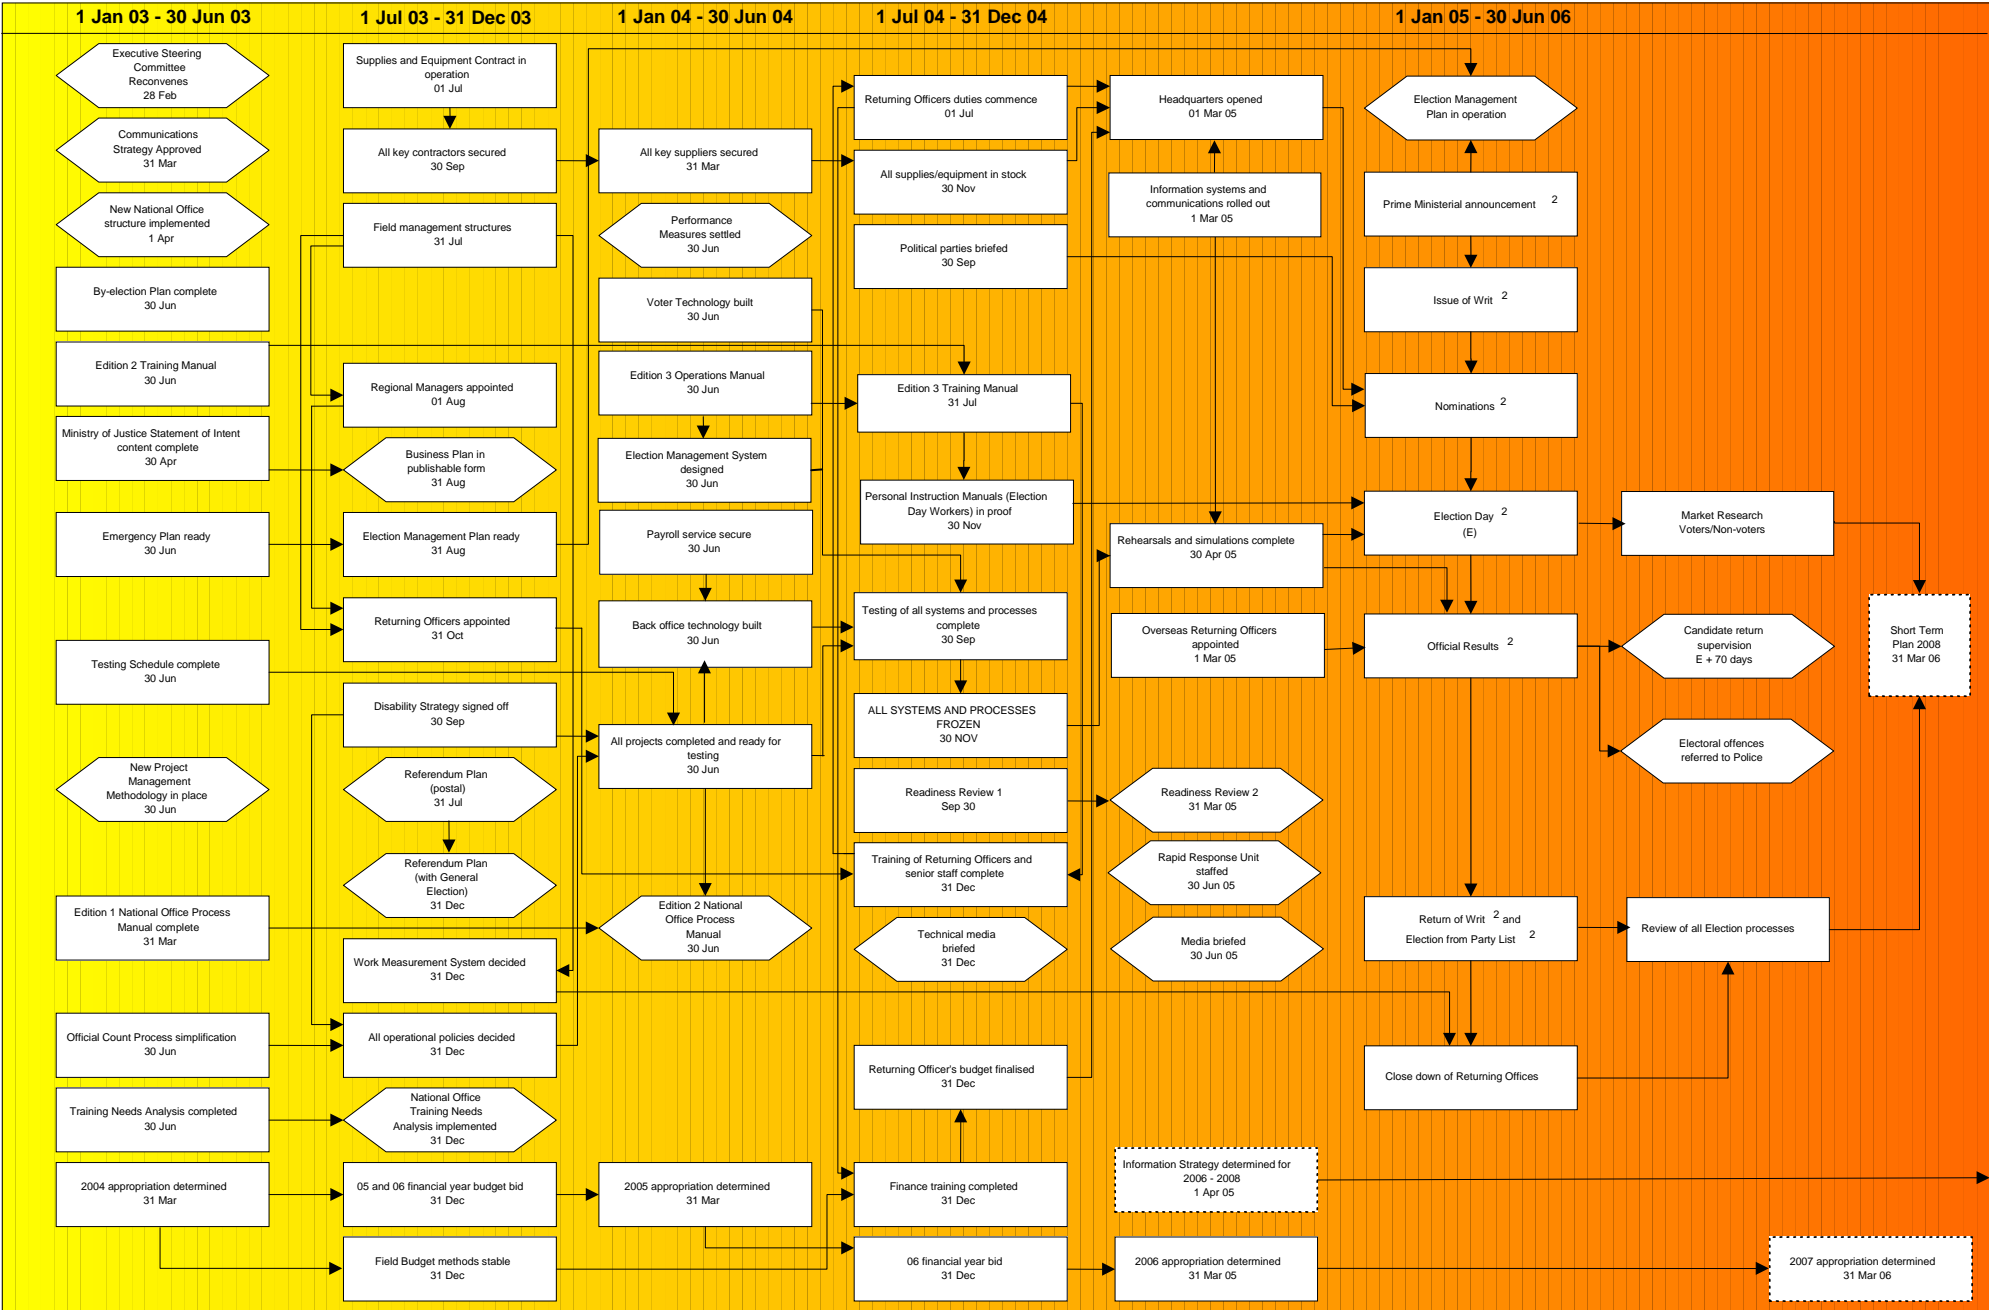 1 Jan 03 - 30 Jun 03
1 Jul 03 - 31 Dec 03
1 Jan 04 - 30 Jun 04
1 Jul 04 - 31 Dec 04
1 Jan 05 - 30 Jun 06
Executive Steering
Committee
Reconvenes
28 Feb
Communications
Strategy Approved
31 Mar
New National Office
structure implemented
1 Apr
By-election Plan complete
30 Jun
Edition 2 Training Manual
30 Jun
Ministry of Justice Statement of Intent
content complete
30 Apr
Emergency Plan ready
30 Jun
Testing Schedule complete
30 Jun
New Project
Management
Methodology in place
30 Jun
Edition 1 National Office Process
Manual complete
31 Mar
Official Count Process simplification
30 Jun
Training Needs Analysis completed
30 Jun
2004 appropriation determined
31 Mar
Supplies and Equipment Contract in
operation
01 Jul
All key contractors secured
30 Sep
Field management structures
31 Jul
Regional Managers appointed
01 Aug
Business Plan in
publishable form
31 Aug
Election Management Plan ready
31 Aug
Returning Officers appointed
31 Oct
Disability Strategy signed off
30 Sep
Referendum Plan
(postal)
31 Jul
Referendum Plan
(with General
Election)
31 Dec
Work Measurement System decided
31 Dec
All operational policies decided
31 Dec
National Office
Training Needs
Analysis implemented
31 Dec
05 and 06 financial year budget bid
31 Dec
Field Budget methods stable
31 Dec
All key suppliers secured
31 Mar
Performance
Measures settled
30 Jun
Voter Technology built
30 Jun
Edition 3 Operations Manual
30 Jun
Election Management System
designed
30 Jun
Payroll service secure
30 Jun
Back office technology built
30 Jun
All projects completed and ready for
testing
30 Jun
Edition 2 National
Office Process
Manual
30 Jun
2005 appropriation determined
31 Mar
Returning Officers duties commence
01 Jul
All supplies/equipment in stock
30 Nov
Political parties briefed
30 Sep
Edition 3 Training Manual
31 Jul
Personal Instruction Manuals (Election
Day Workers) in proof
30 Nov
Testing of all systems and processes
complete
30 Sep
ALL SYSTEMS AND PROCESSES
FROZEN
30 NOV
Readiness Review 1
Sep 30
Training of Returning Officers and
senior staff complete
31 Dec
Technical media
briefed
31 Dec
Returning Officer's budget finalised
31 Dec
Finance training completed
31 Dec
06 financial year bid
31 Dec
Headquarters opened
01 Mar 05
Information systems and
communications rolled out
1 Mar 05
Rehearsals and simulations complete
30 Apr 05
Overseas Returning Officers
appointed
1 Mar 05
Readiness Review 2
31 Mar 05
Rapid Response Unit
staffed
30 Jun 05
Media briefed
30 Jun 05
Information Strategy determined for
2006 - 2008
1 Apr 05
2006 appropriation determined
31 Mar 05
Election Management
Plan in operation
Prime Ministerial announcement 2
Issue of Writ 2
Nominations 2
Election Day 2
(E)
Official Results 2
Return of Writ 2 and
Election from Party List 2
Close down of Returning Offices
Market Research
Voters/Non-voters
Candidate return
supervision
E + 70 days
Electoral offences
referred to Police
Review of all Election processes
Short Term
Plan 2008
31 Mar 06
2007 appropriation determined
31 Mar 06